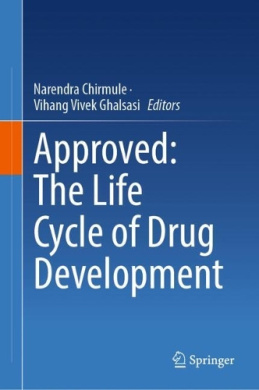 Narendra Chirmule ·
Vihang Vivek Ghalsasi Editors
Approved:
The Life
Cycle of Drug
Development
Springer